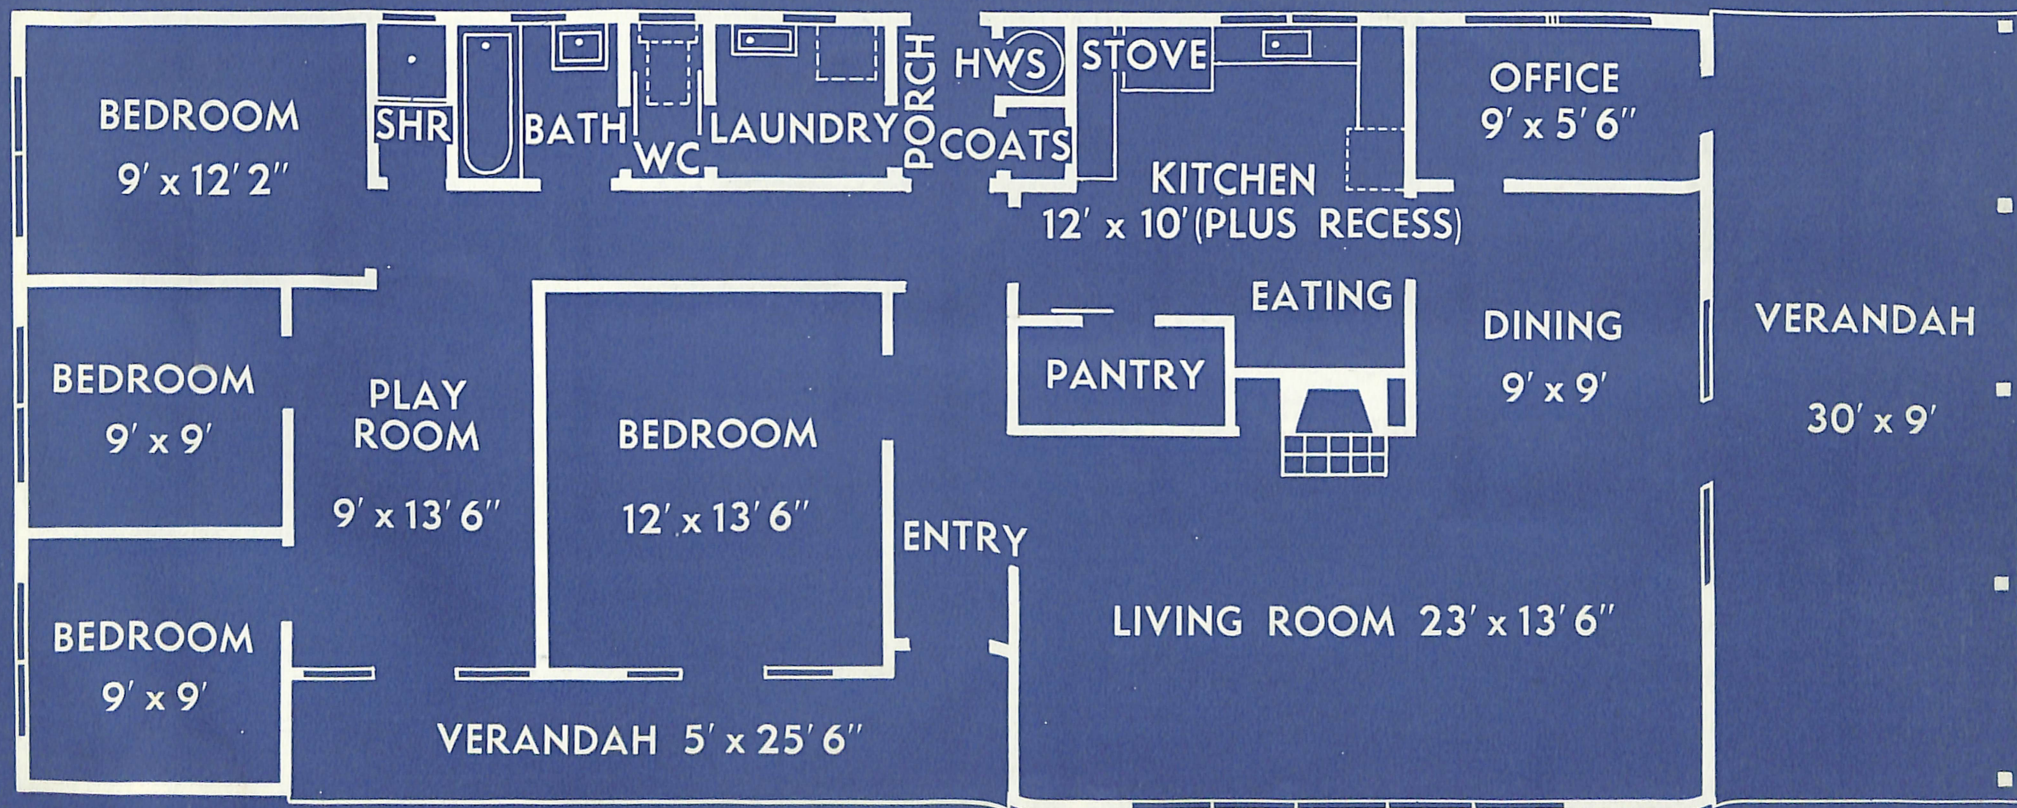 BEDROOM
9' x 12' 2"
SHR
BATH
WC
LAUNDRY
PORCH
HWS
COATS
STOVE
KITCHEN
12' x 10' (PLUS RECESS)
EATING
OFFICE
9' x 5' 6"
BEDROOM
9' x 9'
PLAY
ROOM
9' x 13' 6"
BEDROOM
12' x 13' 6"
ENTRY
PANTRY
DINING
9' x 9'
VERANDAH
30' x 9'
BEDROOM
9' x 9'
LIVING ROOM 23' x 13' 6"
VERANDAH 5' x 25' 6"